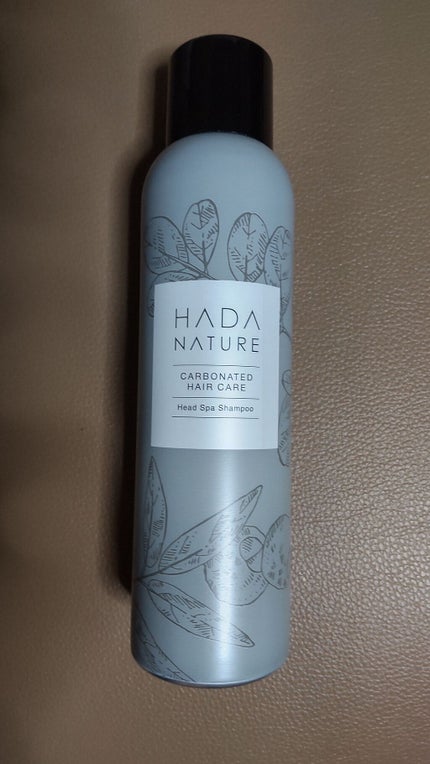 HADA
NATURE
CARBONATED
HAIR CARE
Head Spa Shampoo